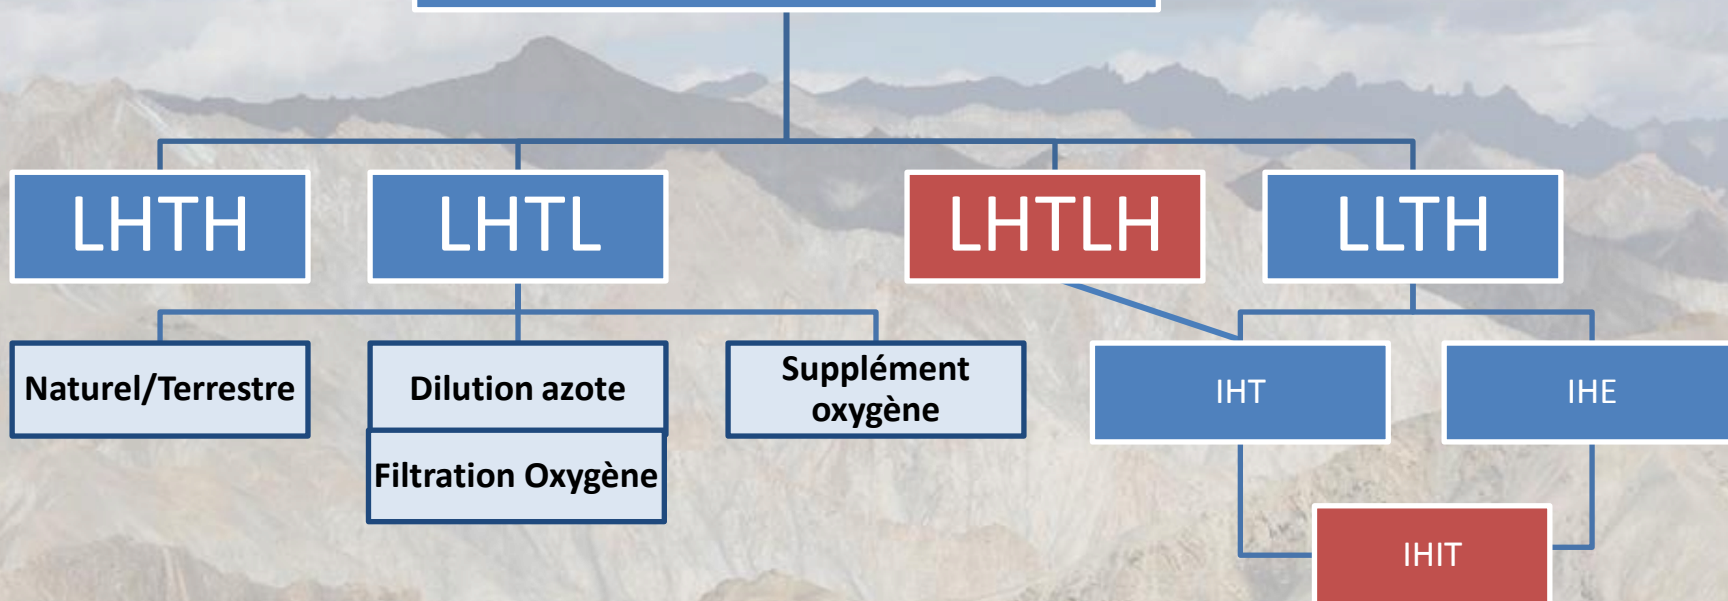 LHTH
LHTL
LHTLH
LLTH
Naturel/Terrestre
Dilution azote
Supplément
oxygène
IHT
IHE
Filtration Oxygène
IHIT